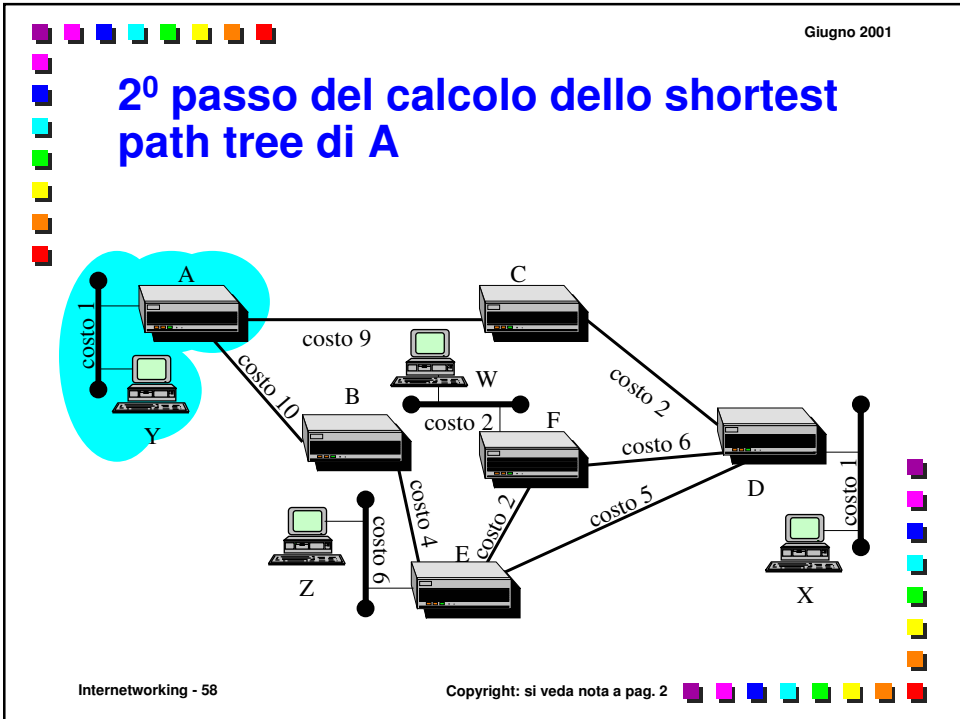 Giugno 2001
2⁰ passo del calcolo dello shortest
path tree di A
A
C
costo 1
costo 9
W
costo 10
B
costo 2
costo 2
F
Y
costo 6
D
costo 1
costo 4
costo 2
costo 5
costo 6
E
Z
X
Internetworking - 58
Copyright: si veda nota a pag. 2